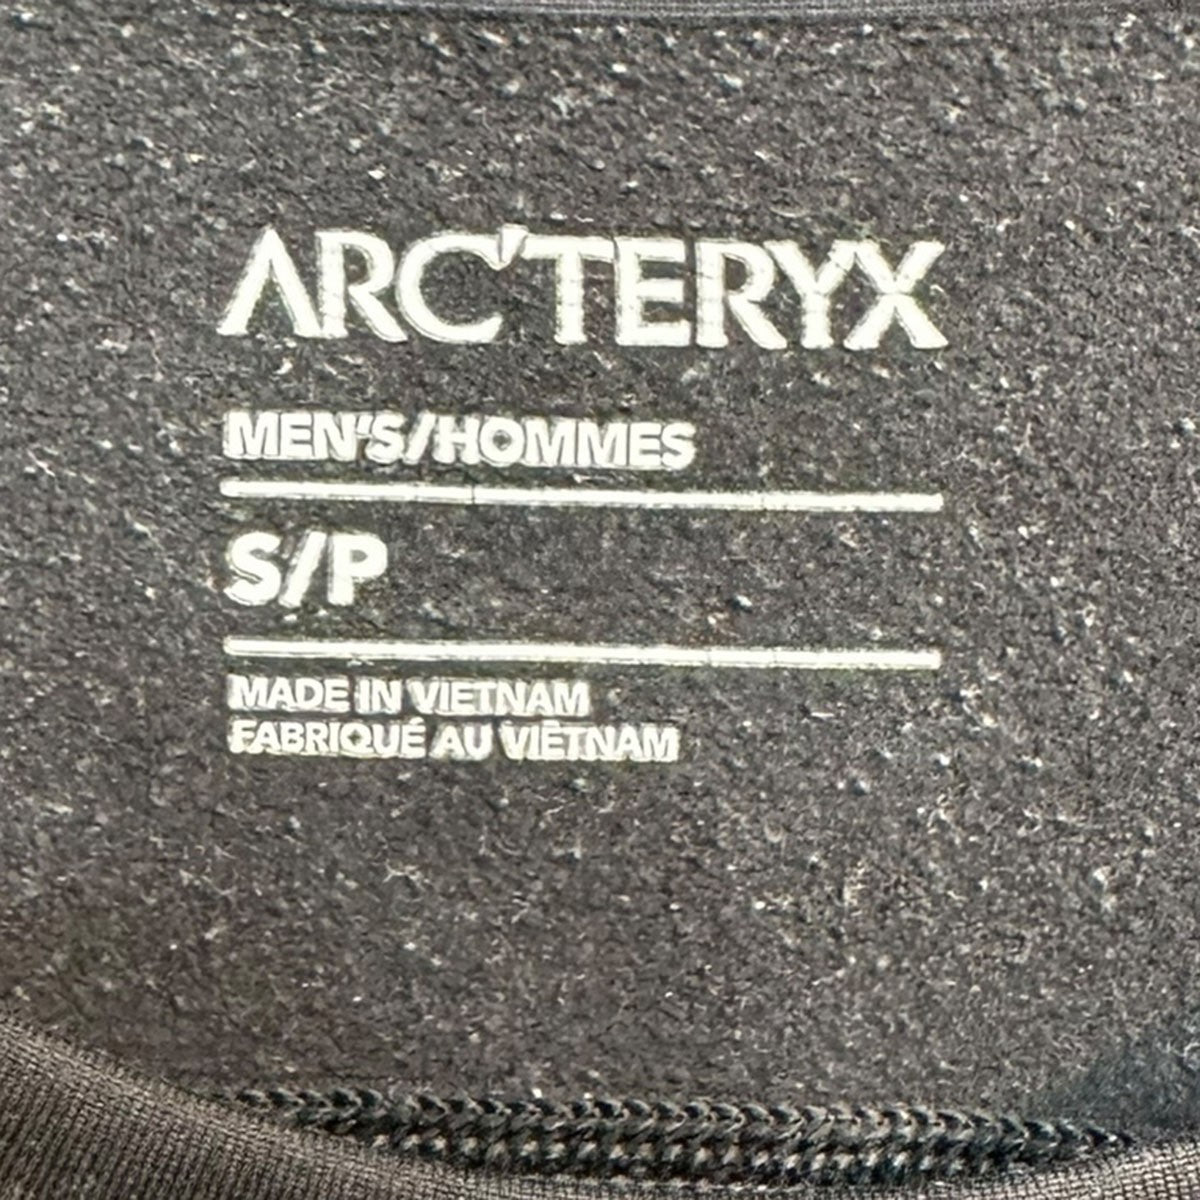 ARC'TERYX
MEN'S/HOMMES
S/P
MADE IN VIETNAM
FABRIQUÉ AU VIÊTNAM